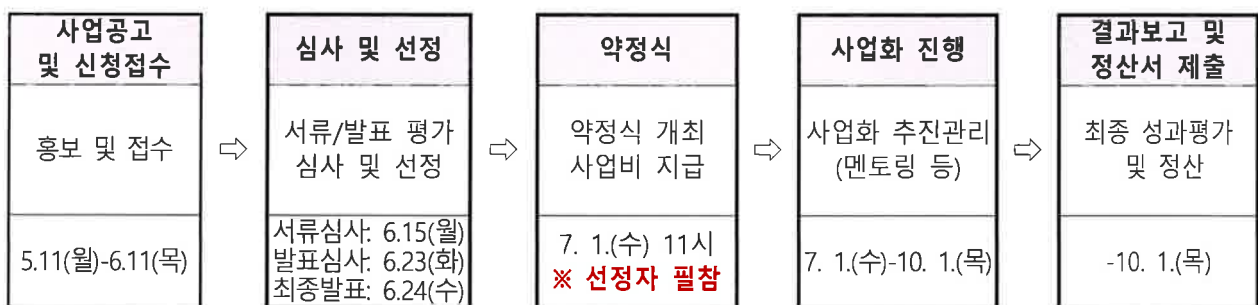 사업공고
및 신청접수
홍보 및 접수
5.11(월)-6.11(목)
⇨
심사 및 선정
서류/발표 평가
심사 및 선정
서류심사: 6.15(월)
발표심사: 6.23(화)
최종발표: 6.24(수)
⇨
약정식
약정식 개최
사업비 지급
7. 1.(수) 11시
※ 선정자 필참
⇨
사업화 진행
사업화 추진관리
(멘토링 등)
7. 1.(수)-10. 1.(목)
⇨
결과보고 및
정산서 제출
최종 성과평가
및 정산
-10. 1.(목)